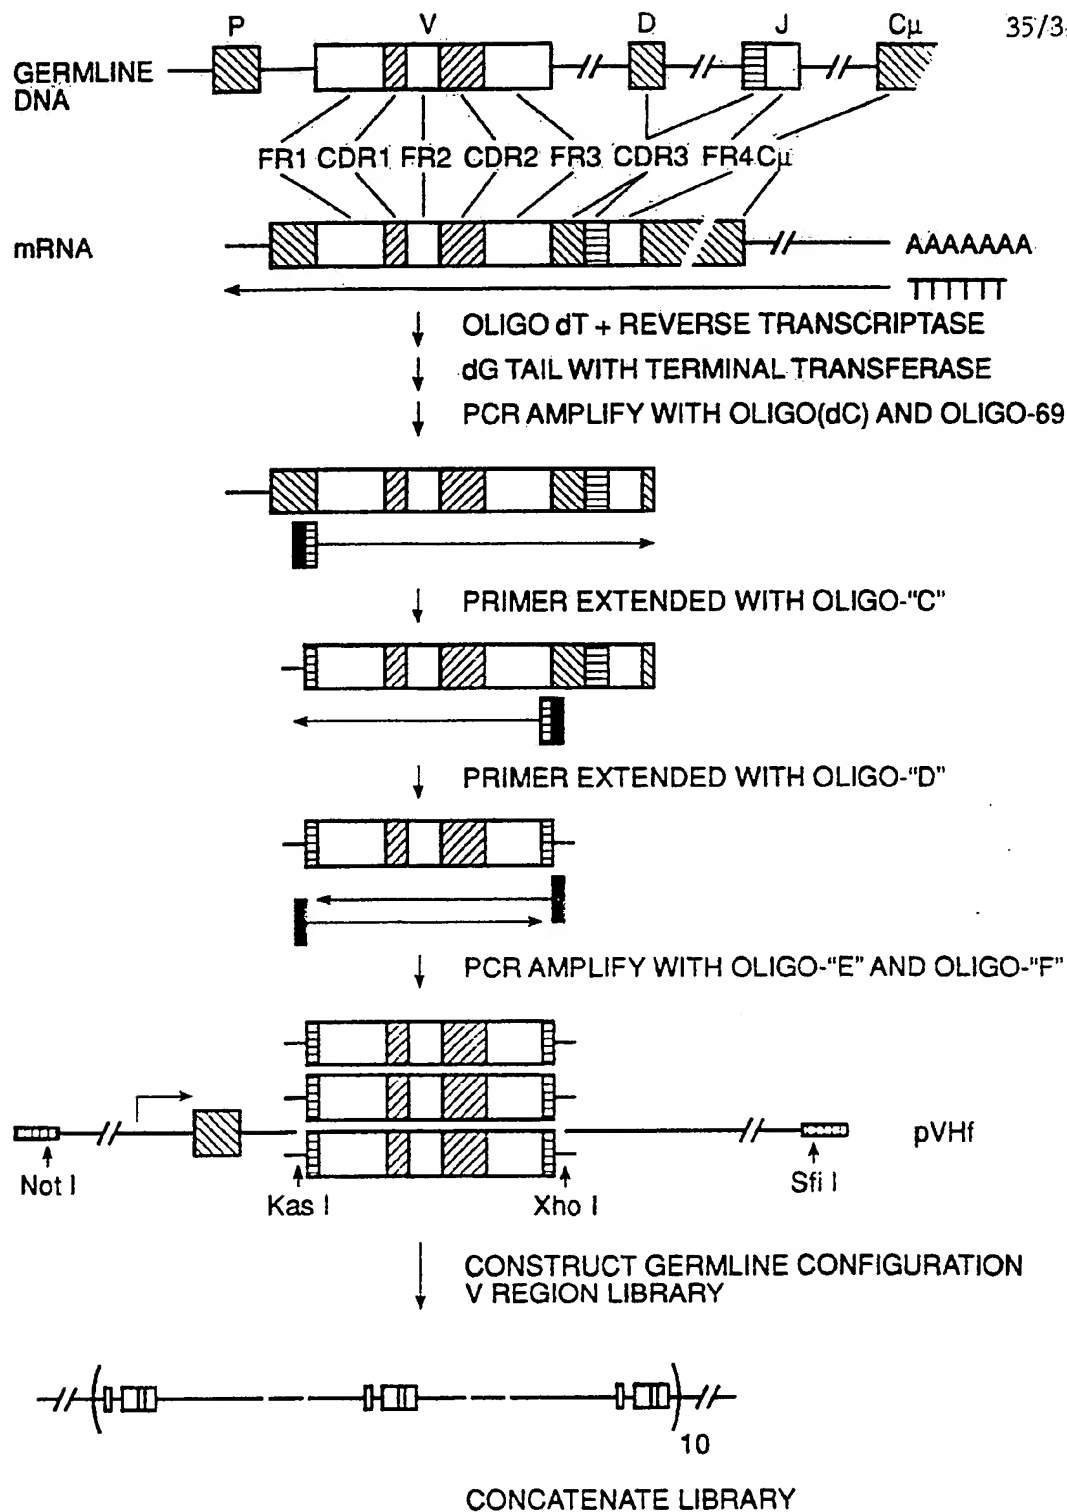 P V D J Cμ 35/3
GERMLINE
DNA
FR1 CDR1 FR2 CDR2 FR3 CDR3 FR4 Cμ
mRNA AAAAAAA
TTTTTT
OLIGO dT + REVERSE TRANSCRIPTASE
dG TAIL WITH TERMINAL TRANSFERASE
PCR AMPLIFY WITH OLIGO(dC) AND OLIGO-69
PRIMER EXTENDED WITH OLIGO-"C"
PRIMER EXTENDED WITH OLIGO-"D"
PCR AMPLIFY WITH OLIGO-"E" AND OLIGO-"F"
pVHf
Not I Kas I Xho I Sfi I
CONSTRUCT GERMLINE CONFIGURATION
V REGION LIBRARY
10
CONCATENATE LIBRARY